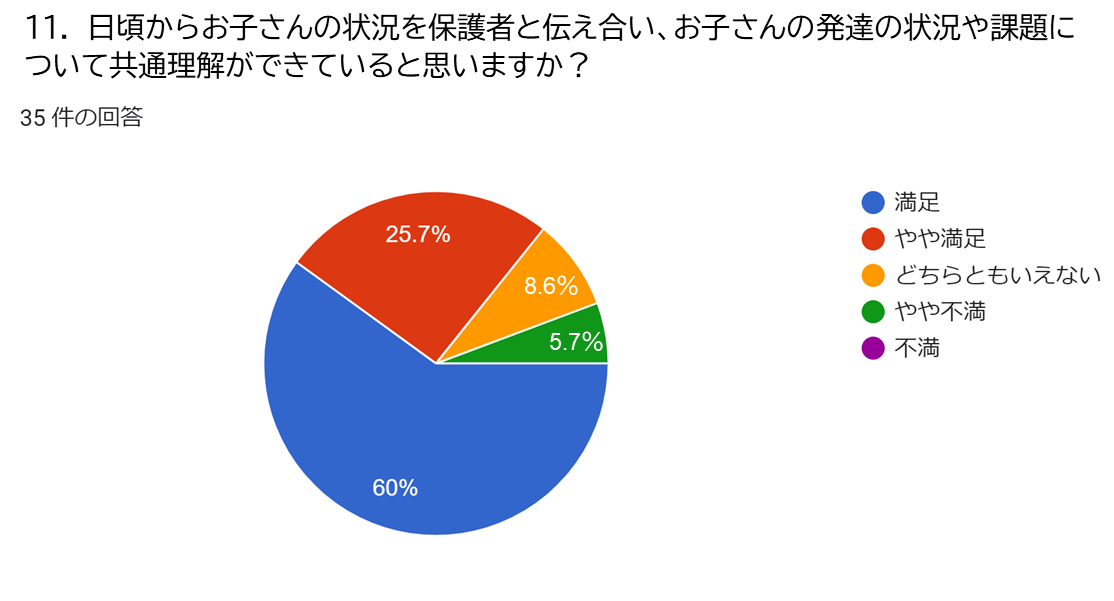 11. 日頃からお子さんの状況を保護者と伝え合い、お子さんの発達の状況や課題に
ついて共通理解ができていると思いますか？
35 件の回答
満足
やや満足
どちらともいえない
やや不満
不満
25.7%
8.6%
5.7%
60%